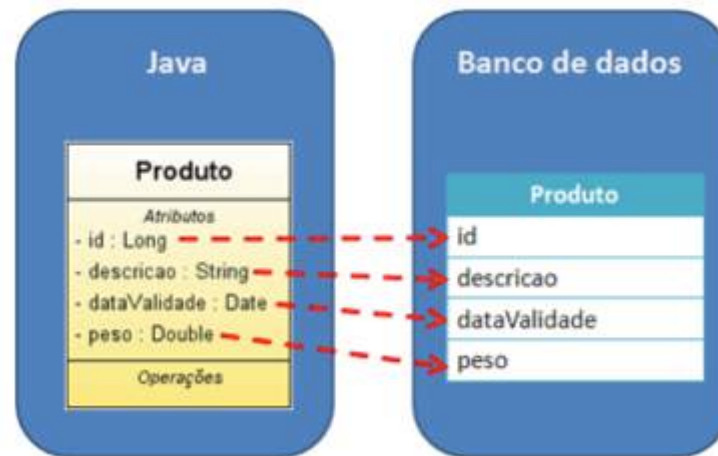 Java
Produto
Atributos
- id : Long
- descricao : String
- dataValidade : Date
- peso : Double
Operações
Banco de dados
Produto
id
descricao
dataValidade
peso